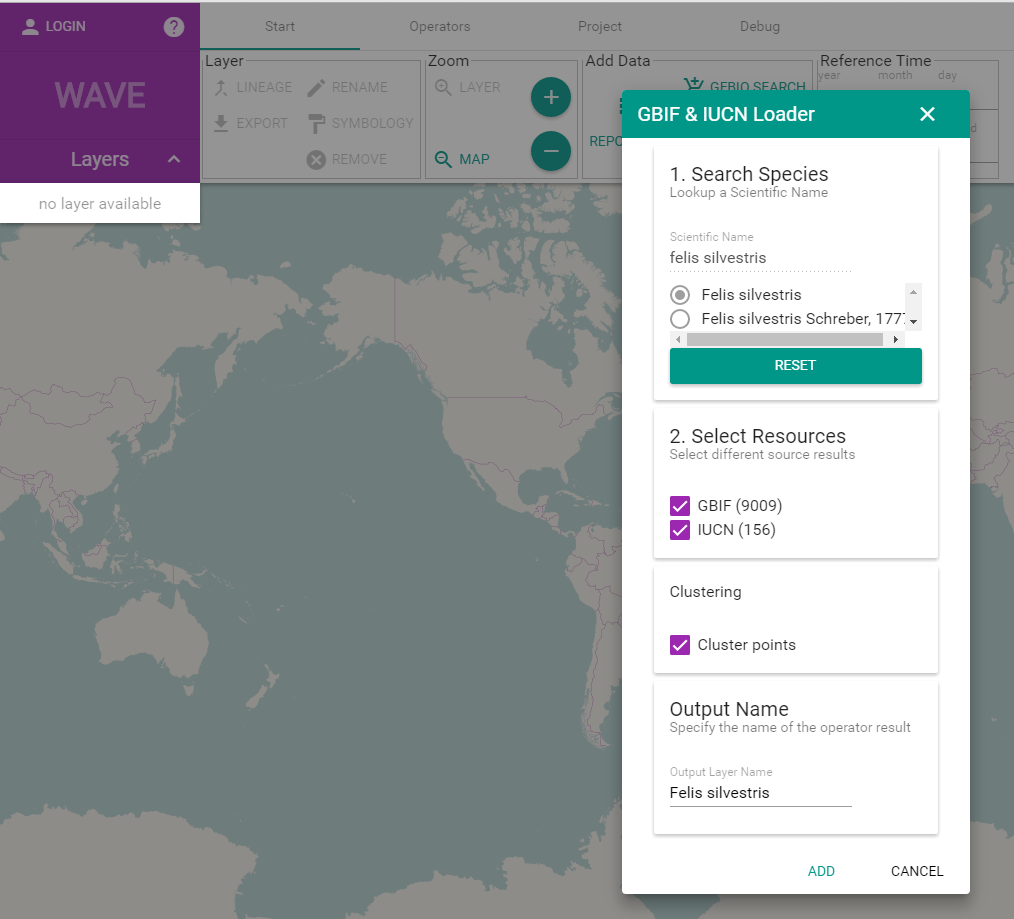 LOGIN
?
Start
Operators
Project
Debug
WAVE
Layers
no layer available
Layer
LINEAGE
RENAME
EXPORT
SYMBOLOGY
REMOVE
Zoom
LAYER
MAP
Add Data
GFBIO SEARCH
REPO
Reference Time
year
month
day
d
GBIF & IUCN Loader
1. Search Species
Lookup a Scientific Name
Scientific Name
felis silvestris
Felis silvestris
Felis silvestris Schreber, 1777
RESET
2. Select Resources
Select different source results
GBIF (9009)
IUCN (156)
Clustering
Cluster points
Output Name
Specify the name of the operator result
Output Layer Name
Felis silvestris
ADD
CANCEL